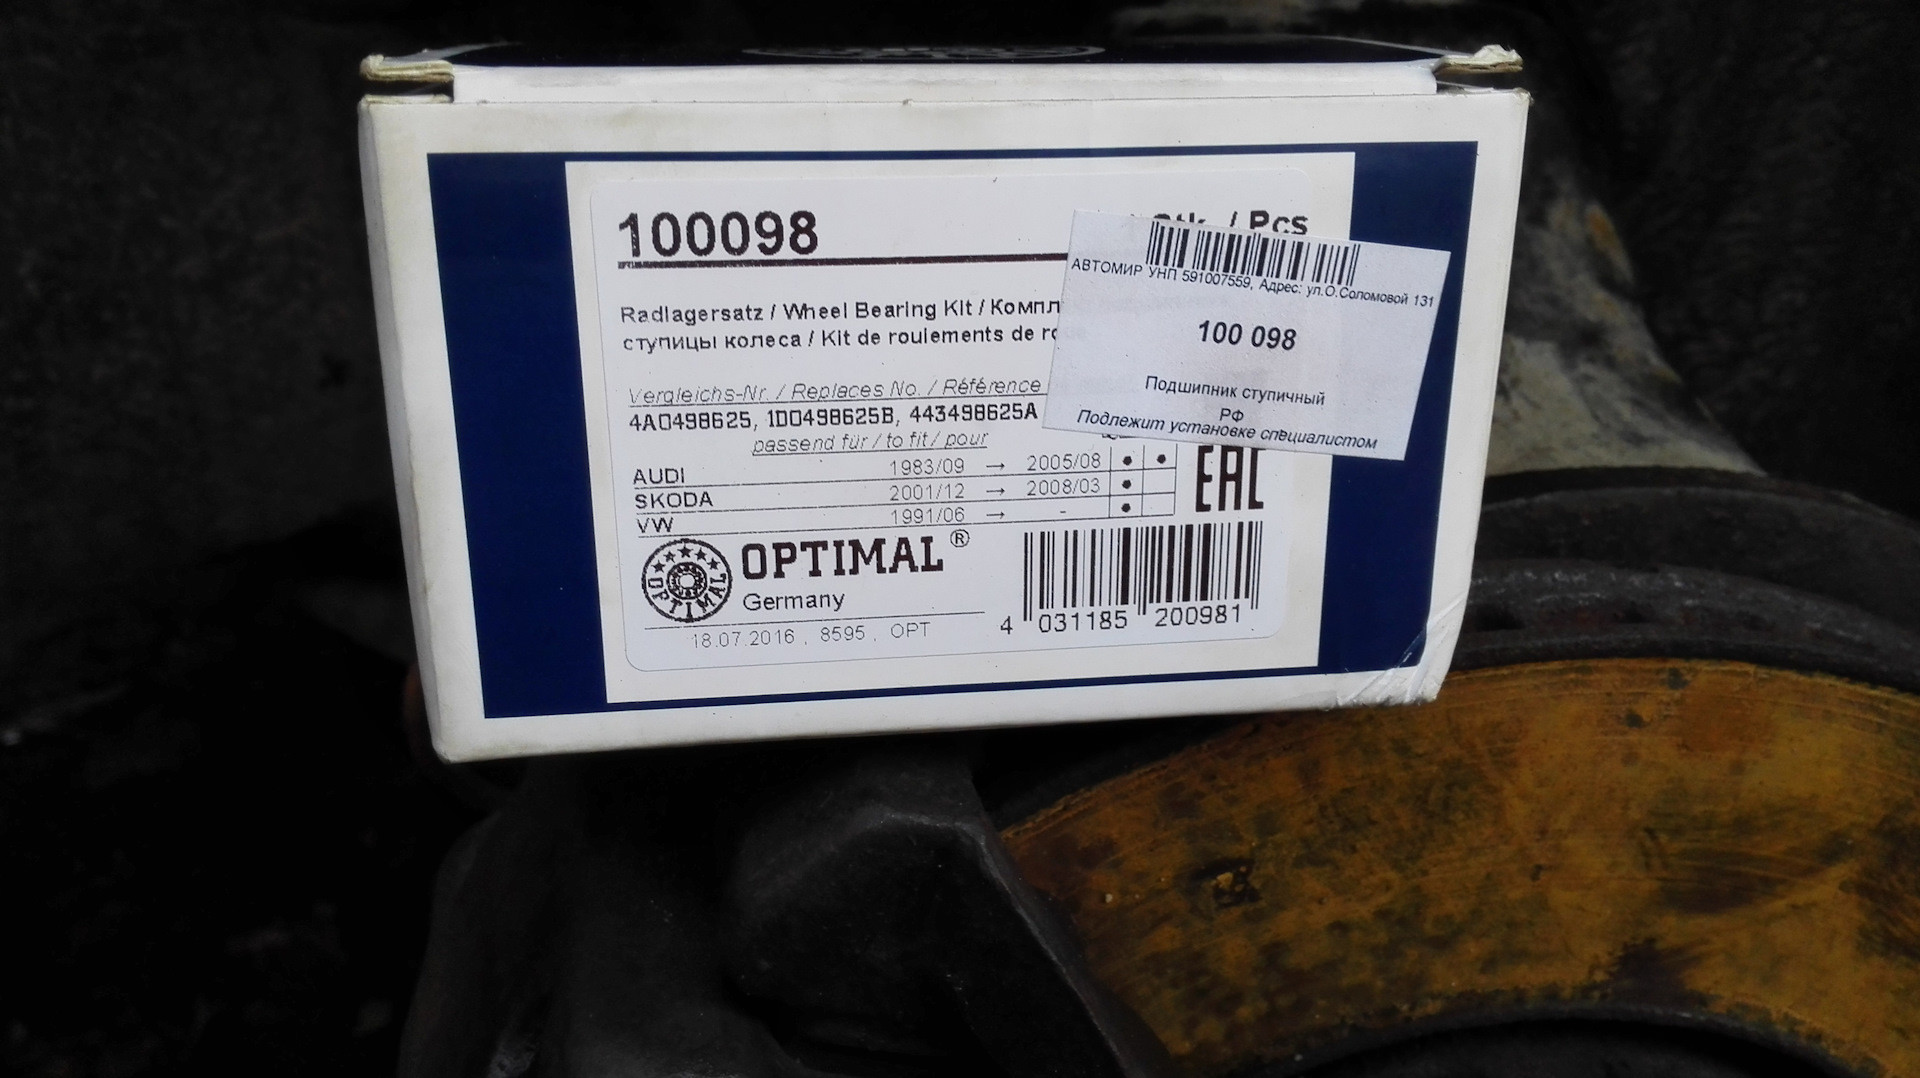 100098
/ Pcs
Radlagersatz / Wheel Bearing Kit / Компл
ступицы колеса / Kit de roulements de
Vergleichs-Nr. / Replaces No. / Référence
4A0498625, 1D0498625B, 443498625A
passend für / to fit / pour
AUDI 1983/09 → 2005/08 • •
SKODA 2001/12 → 2008/03 •
VW 1991/06 → - •
EAC
OPTIMAL
OPTIMAL ®
Germany
18.07.2016 , 8595 , OPT
4 031185 200981
АВТОМИР УНП 591007559, Адрес: ул.О.Соломовой 131
100 098
Подшипник ступичный
РФ
Подлежит установке специалистом